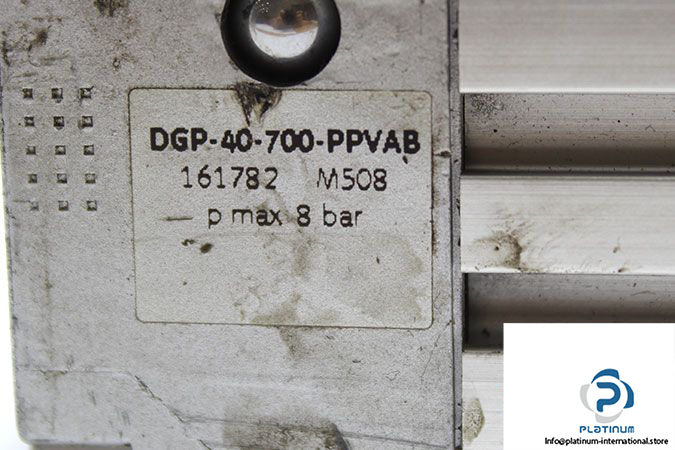 DGP-40-700-PPVAB
161782 M508
p max 8 bar
PLATINUM
Info@platinum-international.store